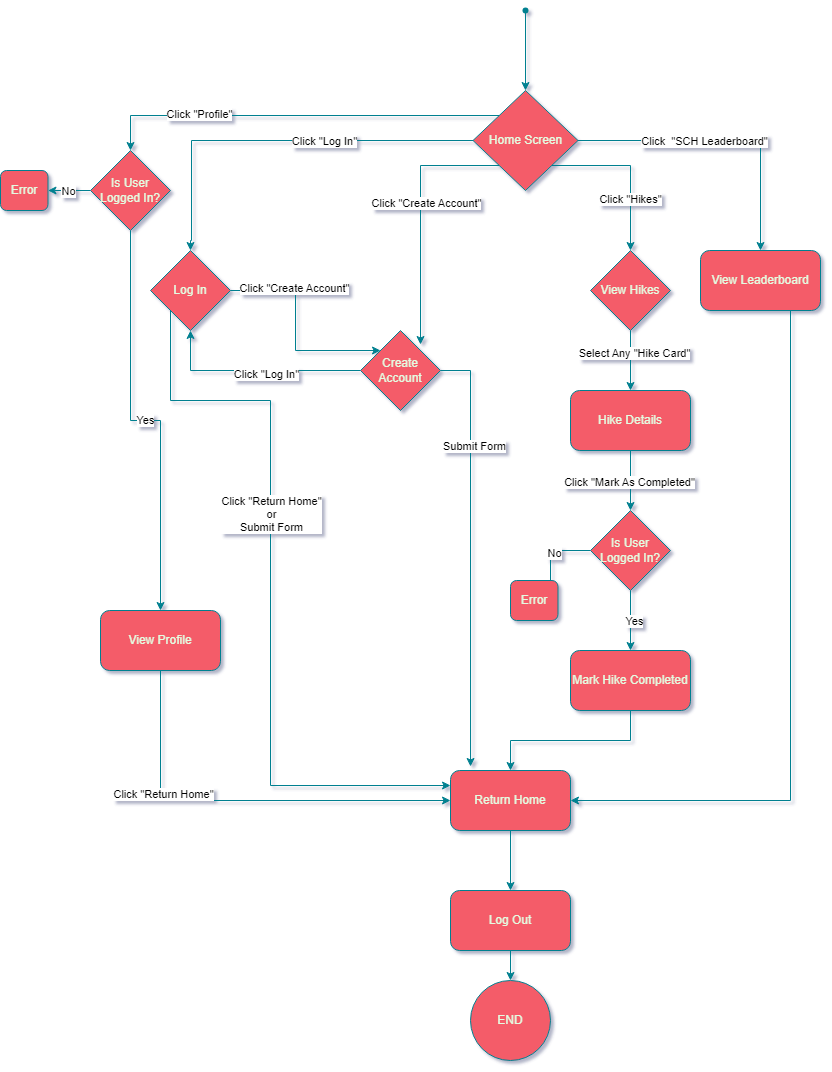 Click "Profile"
Home Screen
Click "Log In"
Click  "SCH Leaderboard"
Is User
Logged In?
Error
No
Click "Create Account"
Click "Hikes"
Log In
Click "Create Account"
View Hikes
View Leaderboard
Select Any "Hike Card"
Create
Account
Click "Log In"
Yes
Hike Details
Submit Form
Click "Mark As Completed"
Click "Return Home"
or
Submit Form
Is User
Logged In?
No
Error
Yes
View Profile
Mark Hike Completed
Click "Return Home"
Return Home
Log Out
END